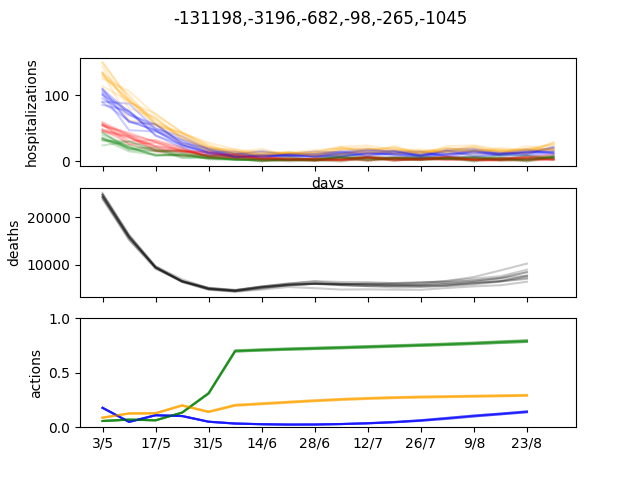 -131198,-3196,-682,-98,-265,-1045
hospitalizations
100
0
days
deaths
20000
10000
actions
1.0
0.5
0.0
3/5 17/5 31/5 14/6 28/6 12/7 26/7 9/8 23/8